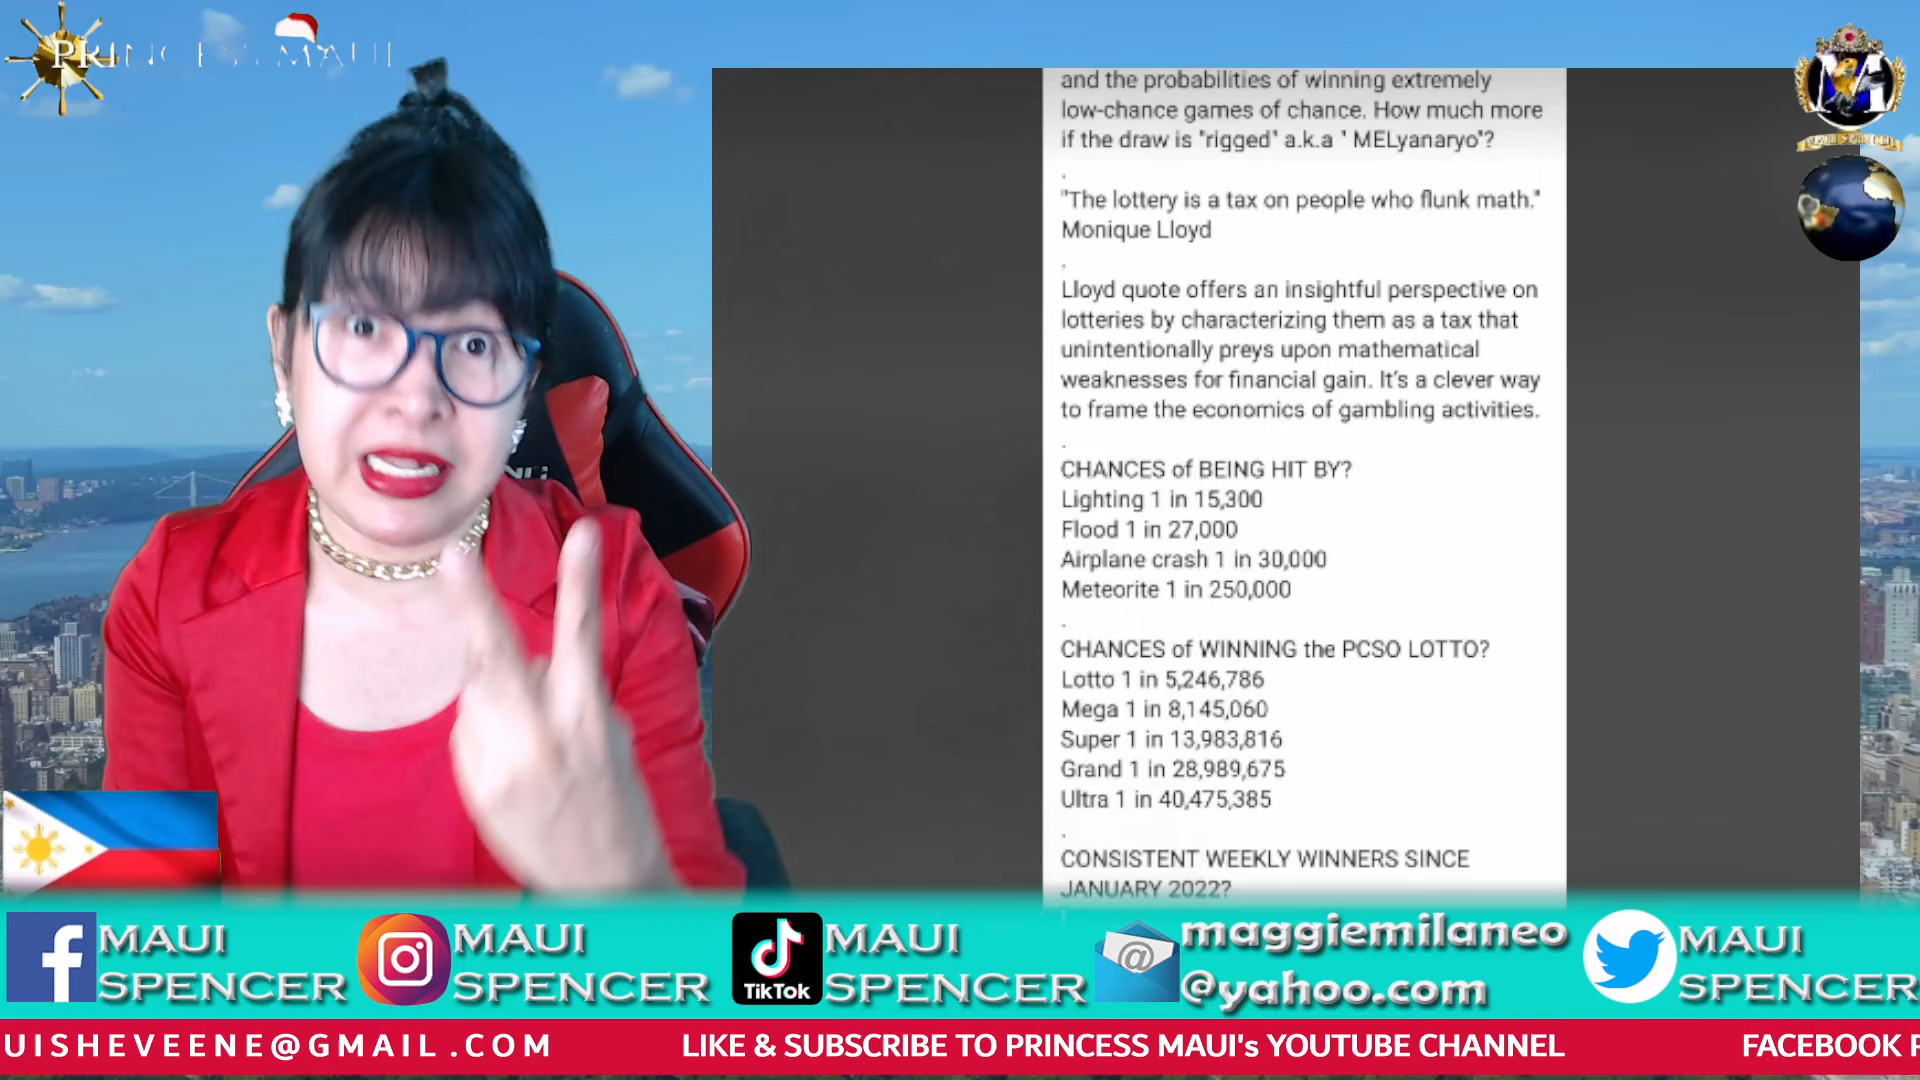 PRINCESS MAUI
and the probabilities of winning extremely
low-chance games of chance. How much more
if the draw is "rigged" a.k.a " MELyanaryo"?
.
"The lottery is a tax on people who flunk math."
Monique Lloyd
.
Lloyd quote offers an insightful perspective on
lotteries by characterizing them as a tax that
unintentionally preys upon mathematical
weaknesses for financial gain. It's a clever way
to frame the economics of gambling activities.
.
CHANCES of BEING HIT BY?
Lighting 1 in 15,300
Flood 1 in 27,000
Airplane crash 1 in 30,000
Meteorite 1 in 250,000
.
CHANCES of WINNING the PCSO LOTTO?
Lotto 1 in 5,246,786
Mega 1 in 8,145,060
Super 1 in 13,983,816
Grand 1 in 28,989,675
Ultra 1 in 40,475,385
.
CONSISTENT WEEKLY WINNERS SINCE
JANUARY 2022?
M
MAUI SPENCER
MAUI
SPENCER
MAUI
SPENCER
TikTok
MAUI
SPENCER
maggiemilaneo
@yahoo.com
MAUI
SPENCER
UISHEVEENE@GMAIL.COM LIKE & SUBSCRIBE TO PRINCESS MAUI's YOUTUBE CHANNEL FACEBOOK